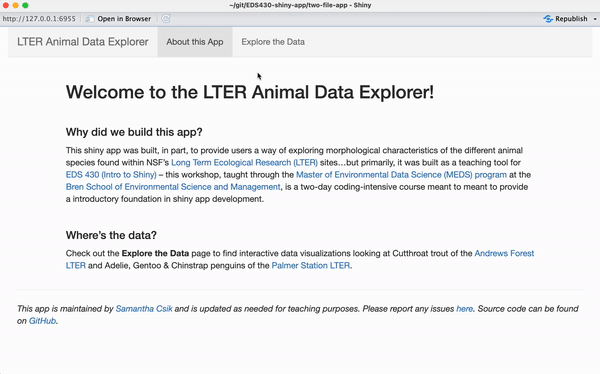 ~/git/EDS430-shiny-app/two-file-app - Shiny
http://127.0.0.1:6955 Open in Browser Republish
LTER Animal Data Explorer About this App Explore the Data
Welcome to the LTER Animal Data Explorer!
Why did we build this app?
This shiny app was built, in part, to provide users a way of exploring morphological characteristics of the different animal
species found within NSF's Long Term Ecological Research (LTER) sites...but primarily, it was built as a teaching tool for
EDS 430 (Intro to Shiny) – this workshop, taught through the Master of Environmental Data Science (MEDS) program at the
Bren School of Environmental Science and Management, is a two-day coding-intensive course meant to meant to provide
a introductory foundation in shiny app development.
Where's the data?
Check out the Explore the Data page to find interactive data visualizations looking at Cutthroat trout of the Andrews Forest
LTER and Adelie, Gentoo & Chinstrap penguins of the Palmer Station LTER.
This app is maintained by Samantha Csik and is updated as needed for teaching purposes. Please report any issues here. Source code can be found
on GitHub.